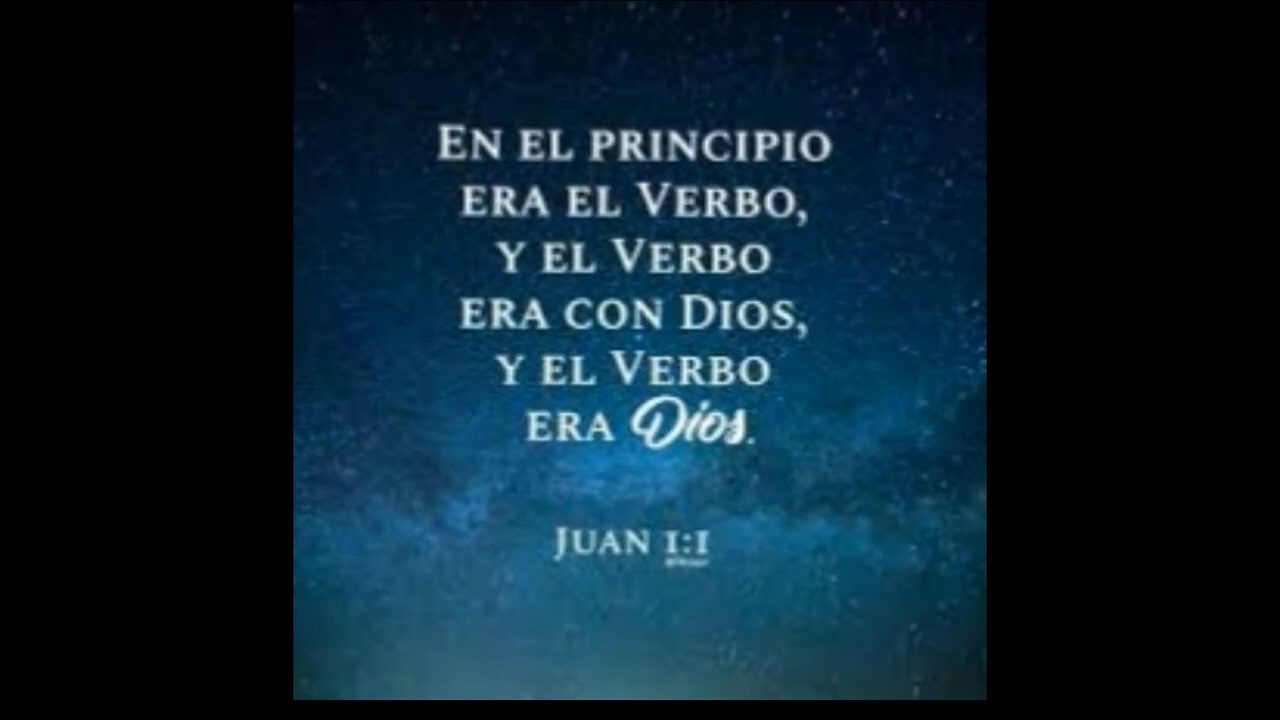 En el principio
era el Verbo,
y el Verbo
era con Dios,
y el Verbo
era Dios.
Juan 1:1